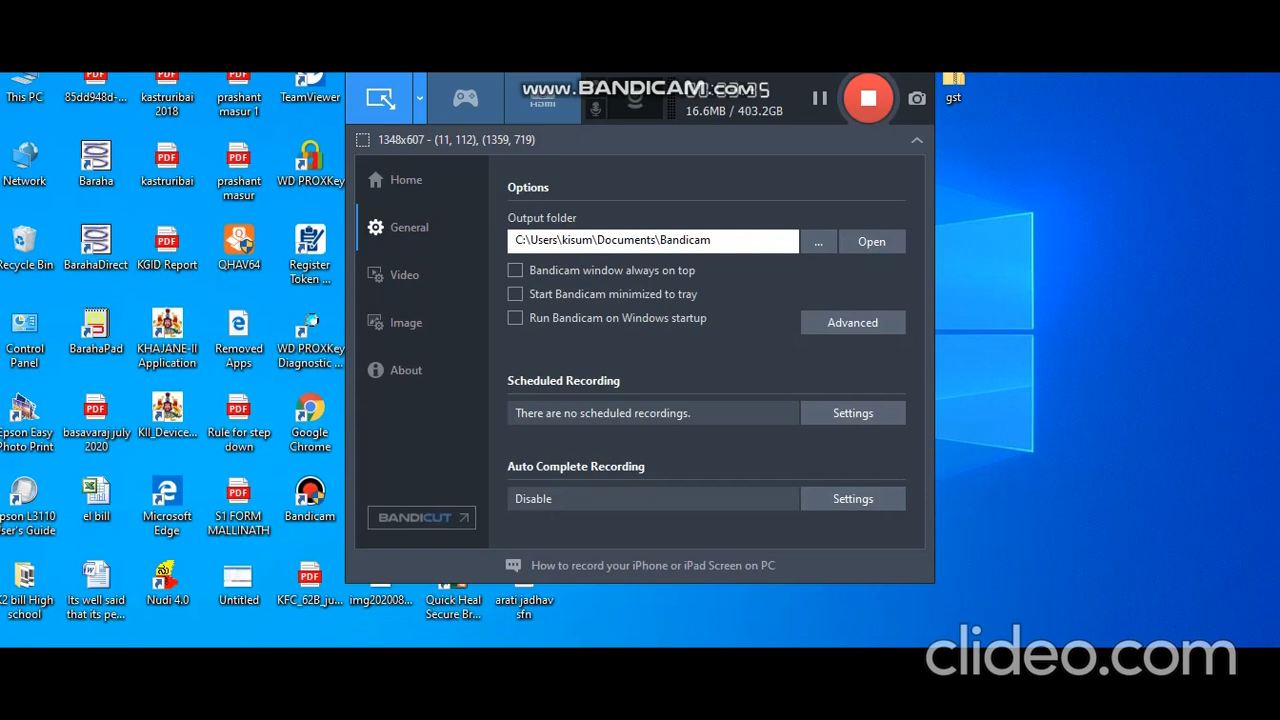 www.BANDICAM.com
16.6MB / 403.2GB
HDMI
1348x607 - (11, 112), (1359, 719)
Home
General
Video
Image
About
BANDICUT
Options
Output folder
C:\Users\kisum\Documents\Bandicam
...
Open
Bandicam window always on top
Start Bandicam minimized to tray
Run Bandicam on Windows startup
Advanced
Scheduled Recording
There are no scheduled recordings.
Settings
Auto Complete Recording
Disable
Settings
How to record your iPhone or iPad Screen on PC
This PC
85dd948d-...
kastruribai
2018
prashant
masur 1
TeamViewer
gst
Network
Baraha
kastruribai
prashant
masur
WD PROXKey
Recycle Bin
BarahaDirect
KGID Report
QHAV64
Register
Token ...
Control
Panel
BarahaPad
KHAJANE-II
Application
Removed
Apps
WD PROXKey
Diagnostic ...
Epson Easy
Photo Print
basavaraj july
2020
KII_Device...
Rule for step
down
Google
Chrome
Epson L3110
User's Guide
el bill
Microsoft
Edge
S1 FORM
MALLINATH
Bandicam
K2 bill High
school
Its well said
that its pe...
Nudi 4.0
Untitled
KFC_62B_ju...
img202008...
Quick Heal
Secure Br...
arati jadhav
sfn
PDF
clideo.com